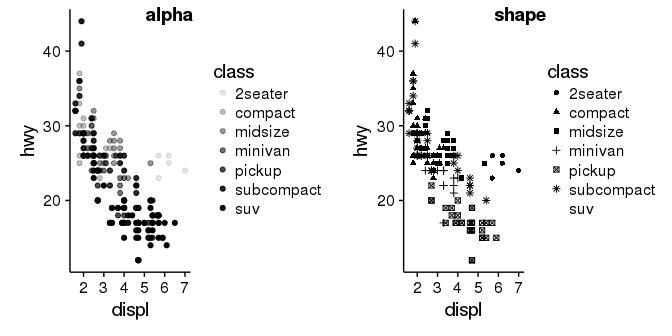 alpha
hwy
40
30
20
2 3 4 5 6 7
displ
class
2seater
compact
midsize
minivan
pickup
subcompact
suv
shape
hwy
40
30
20
2 3 4 5 6 7
displ
class
2seater
compact
midsize
minivan
pickup
subcompact
suv